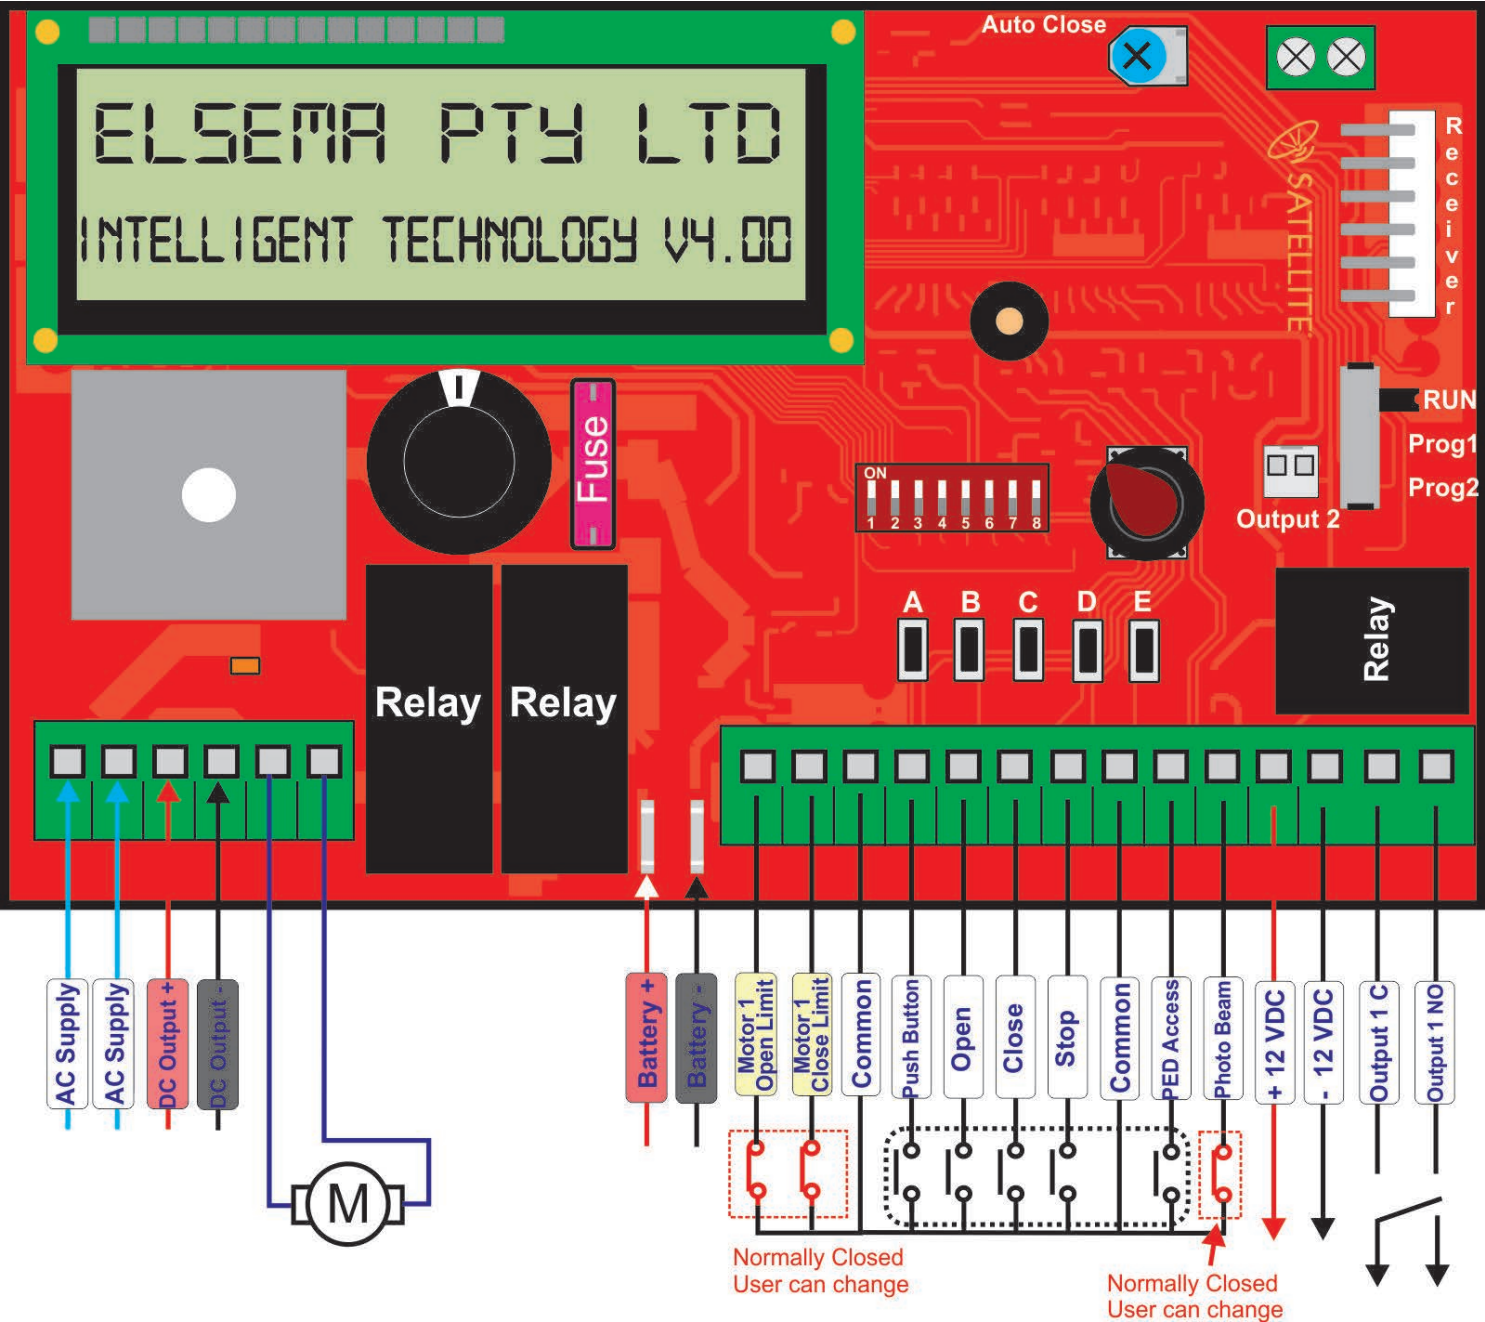 Auto Close
ELSEMA PTY LTD
INTELLIGENT TECHNOLOGY V4.00
Receiver
SATELLITE
Fuse
ON
1 2 3 4 5 6 7 8
RUN
Prog1
Prog2
Output 2
A B C D E
Relay
Relay
Relay
AC Supply
AC Supply
DC Output +
DC Output -
M
Battery +
Battery -
Motor 1
Open Limit
Motor 1
Close Limit
Common
Push Button
Open
Close
Stop
Common
PED Access
Photo Beam
+ 12 VDC
- 12 VDC
Output 1 C
Output 1 NO
Normally Closed
User can change
Normally Closed
User can change